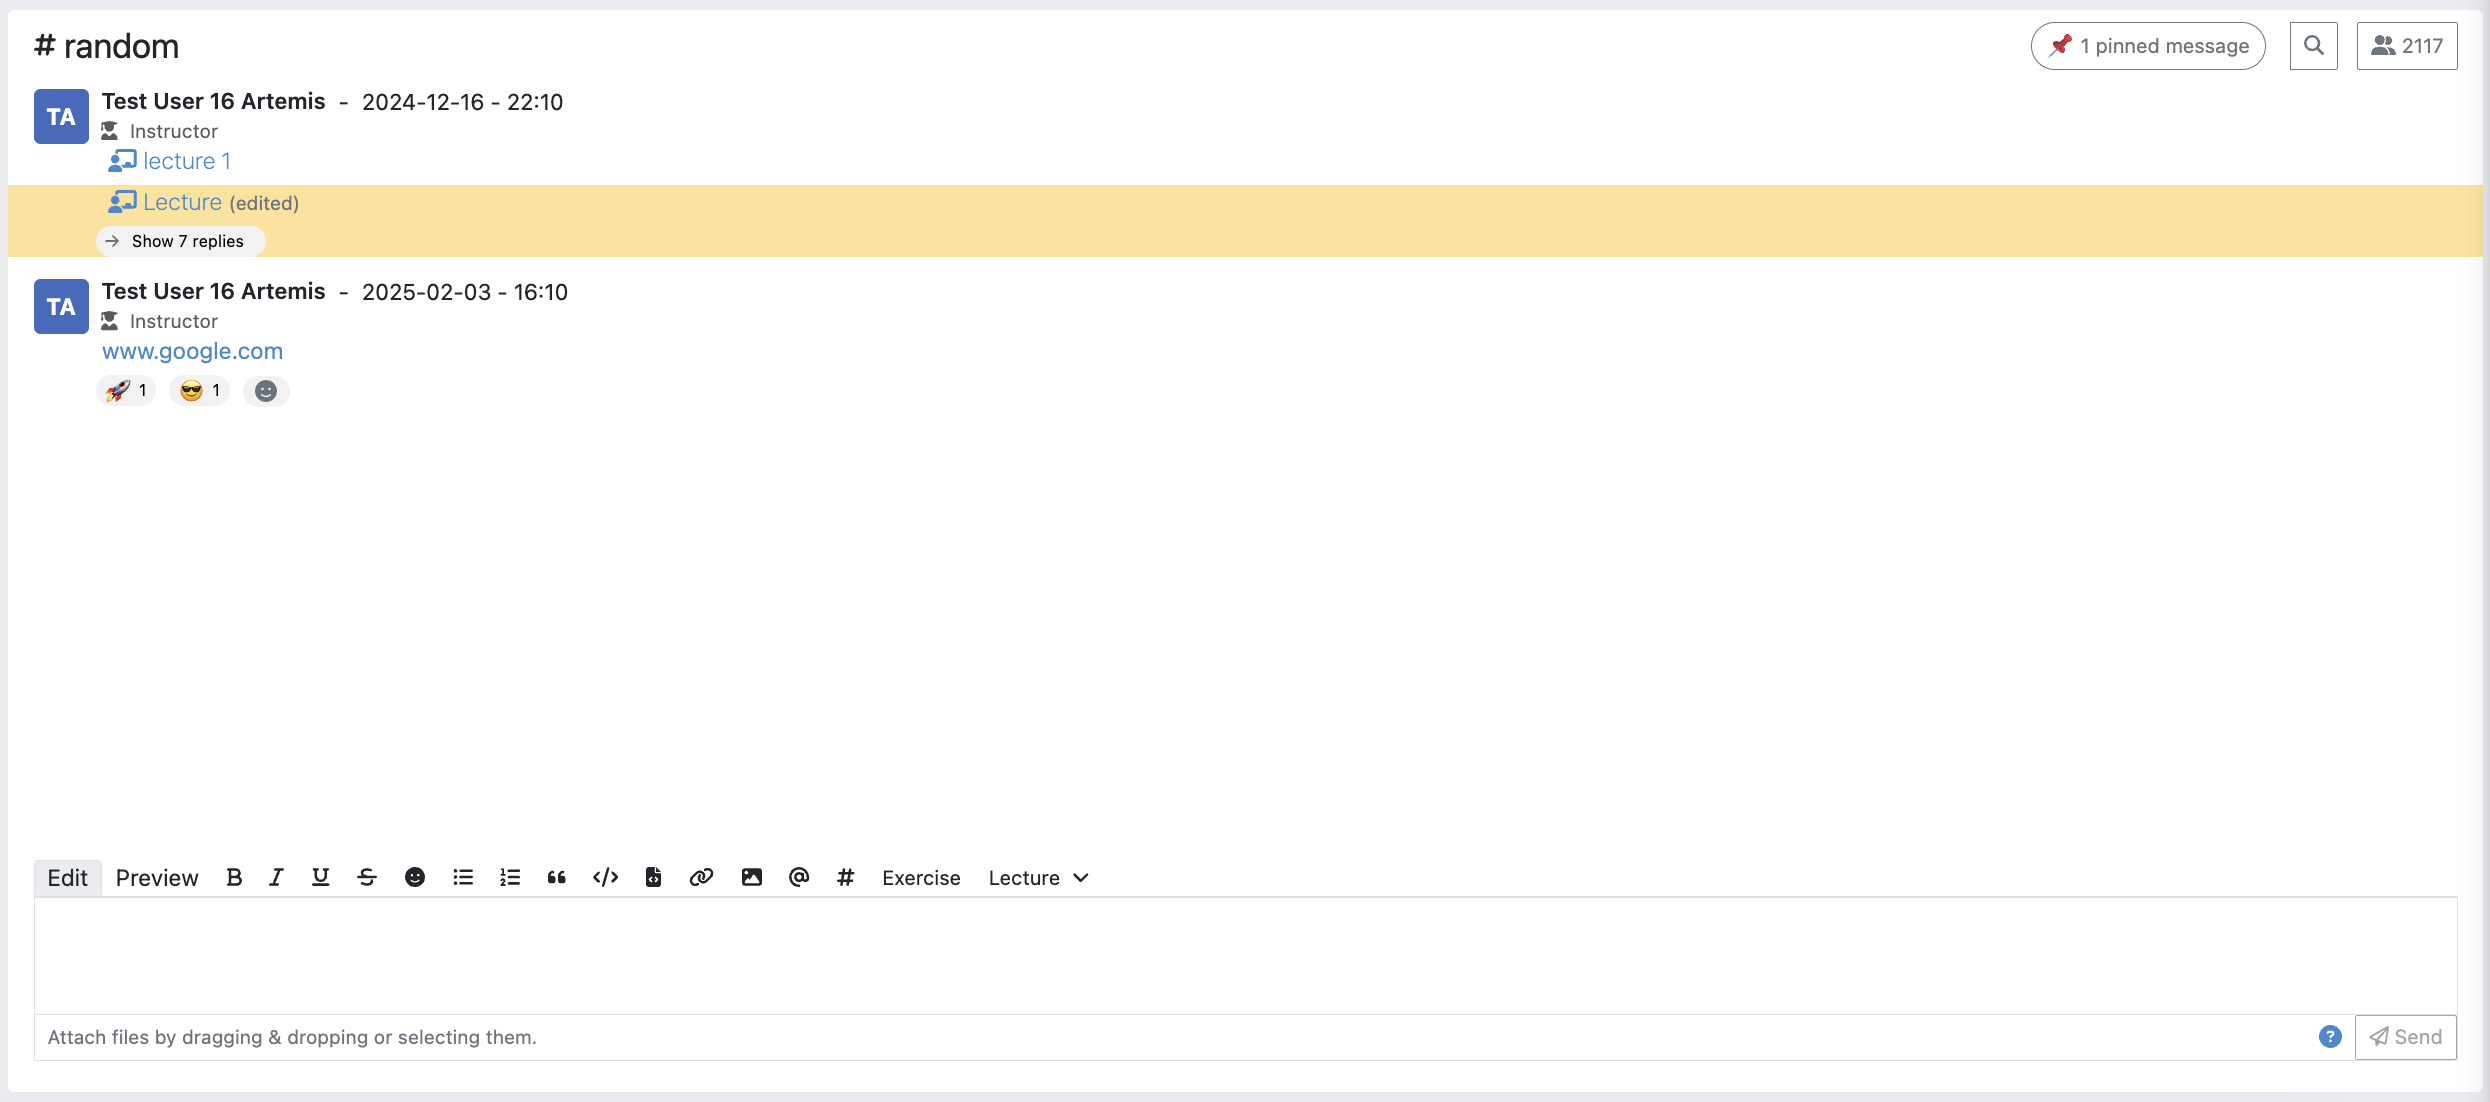 # random
1 pinned message
2117
TA
Test User 16 Artemis - 2024-12-16 - 22:10
Instructor
lecture 1
Lecture (edited)
→ Show 7 replies
TA
Test User 16 Artemis - 2025-02-03 - 16:10
Instructor
www.google.com
🚀 1 😎 1
Edit Preview B I U S @ # Exercise Lecture
Attach files by dragging & dropping or selecting them.
? Send